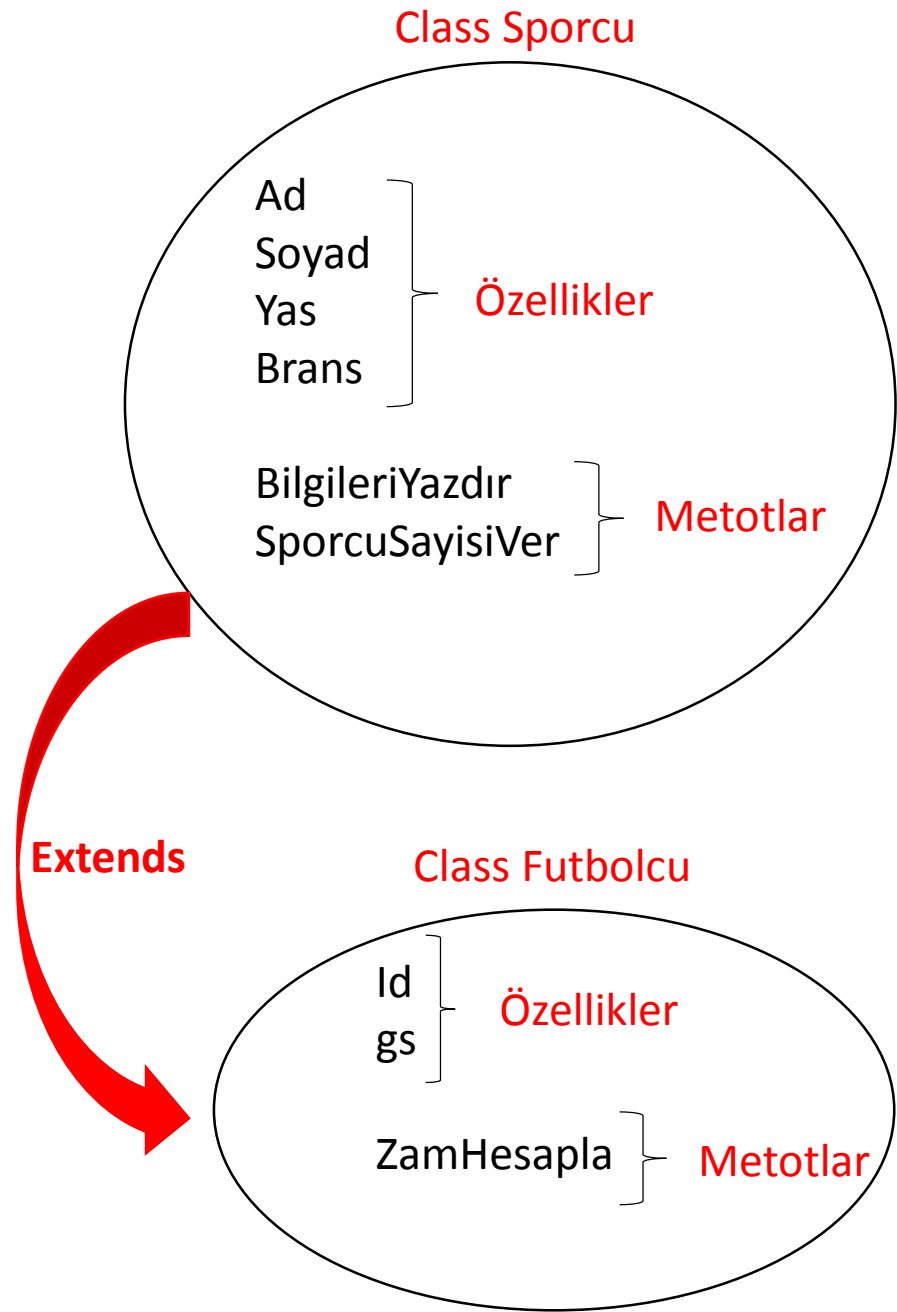 Class Sporcu
Ad
Soyad
Yas
Brans
Özellikler
BilgileriYazdır
SporcuSayisiVer
Metotlar
Extends
Class Futbolcu
Id
gs
Özellikler
ZamHesapla
Metotlar